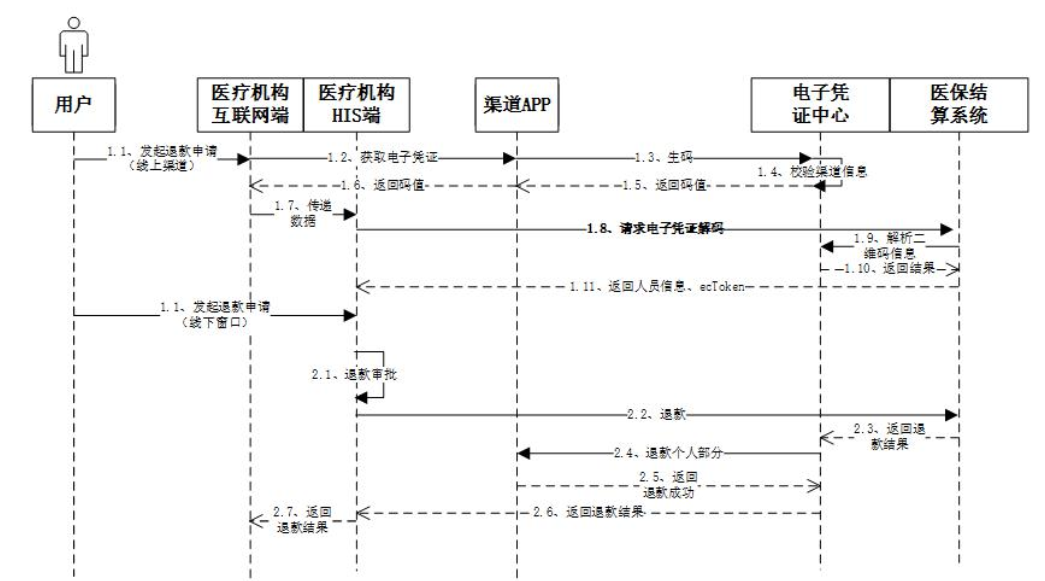 用户
医疗机构
互联网端
医疗机构
HIS端
渠道APP
电子凭
证中心
医保结
算系统
1.1、发起退款申请
（线上渠道）
1.2、获取电子凭证
1.3、生码
1.4、校验渠道信息
1.6、返回码值
1.5、返回码值
1.7、传递
数据
1.8、请求电子凭证解码
1.9、解析二
维码信息
1.10、返回结果
1.11、返回人员信息、ecToken
1.1、发起退款申请
（线下窗口）
2.1、退款审批
2.2、退款
2.3、返回退
款结果
2.4、退款个人部分
2.5、返回
退款成功
2.6、返回退款结果
2.7、返回
退款结果